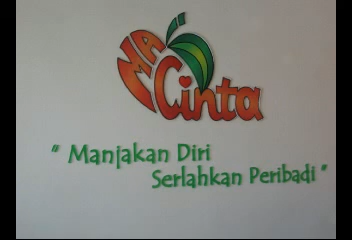 MA
Cinta
" Manjakan Diri
Serlahkan Peribadi "